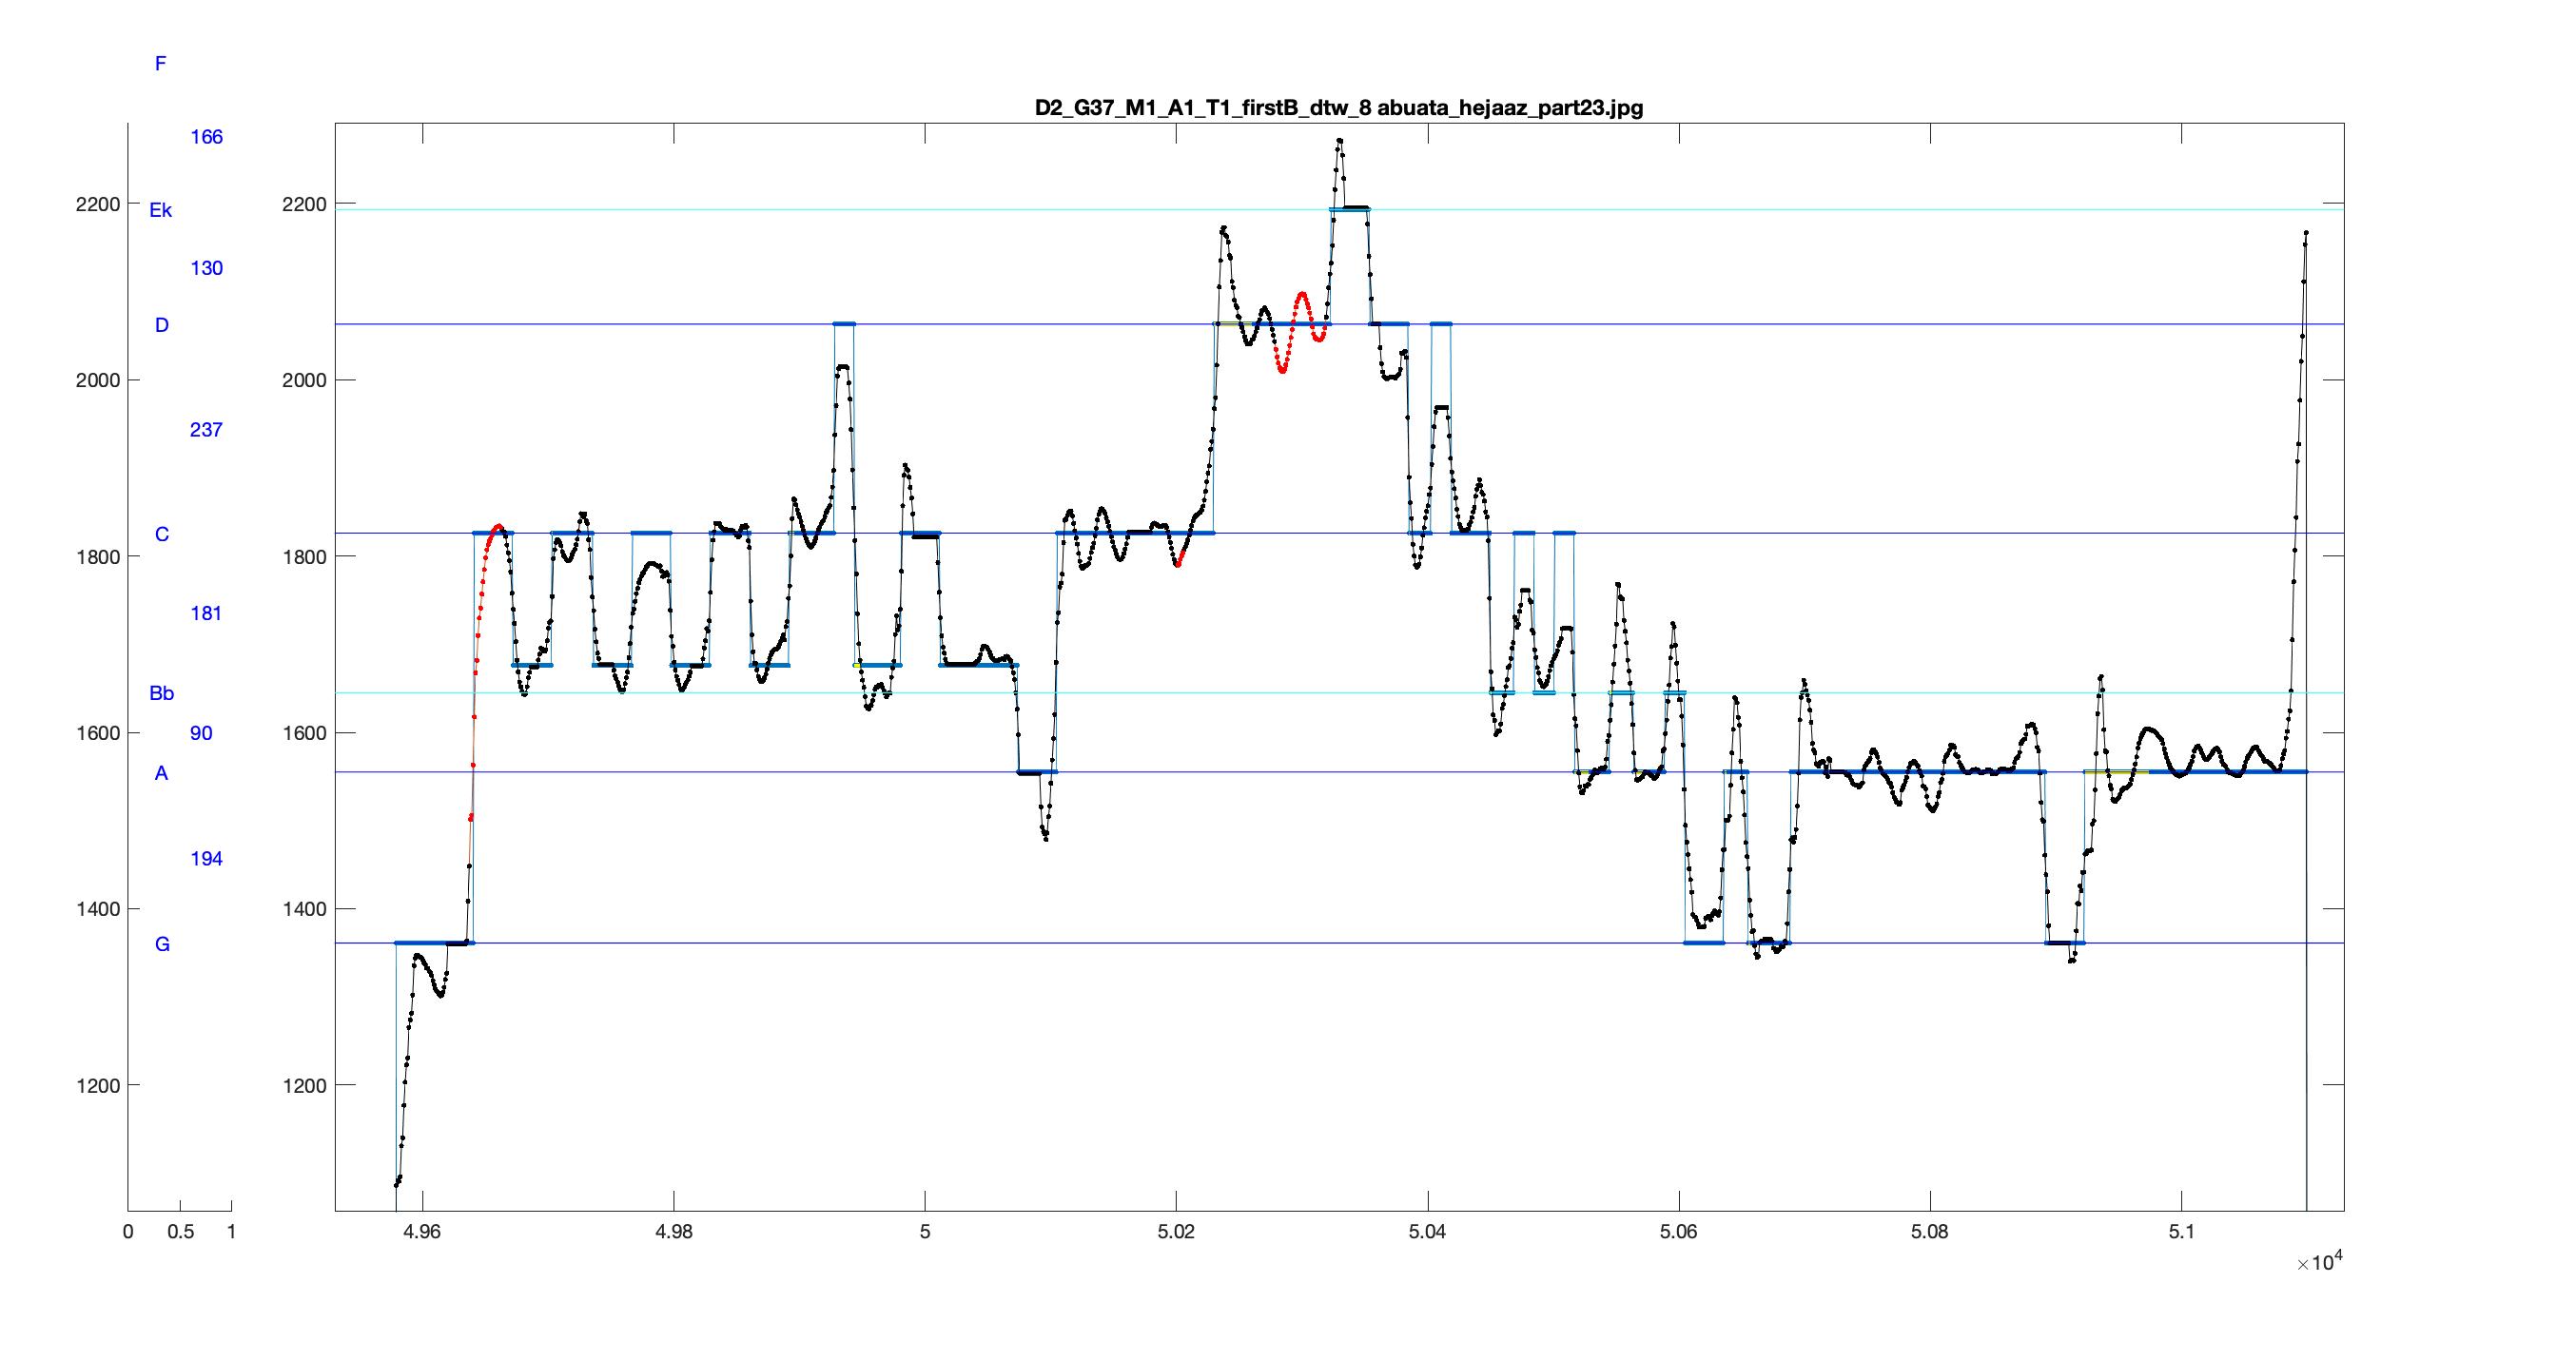 F
D2_G37_M1_A1_T1_firstB_dtw_8 abuata_hejaaz_part23.jpg
166
2200 Ek 2200
130
D
2000 2000
237
C
1800 1800
181
Bb
1600 90 1600
A
194
1400 1400
G
1200 1200
0 0.5 1 4.96 4.98 5 5.02 5.04 5.06 5.08 5.1
×10⁴